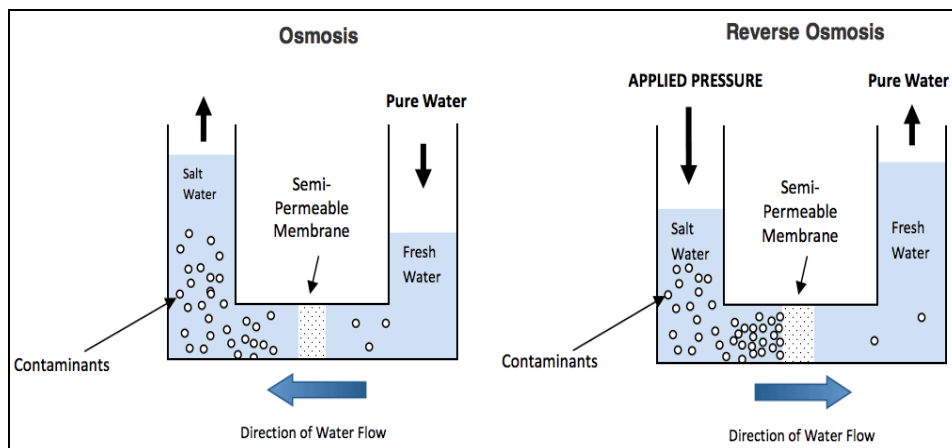 Osmosis
Pure Water
Salt
Water
Semi-
Permeable
Membrane
Fresh
Water
Contaminants
Direction of Water Flow
Reverse Osmosis
APPLIED PRESSURE
Pure Water
Salt
Water
Semi-
Permeable
Membrane
Fresh
Water
Contaminants
Direction of Water Flow